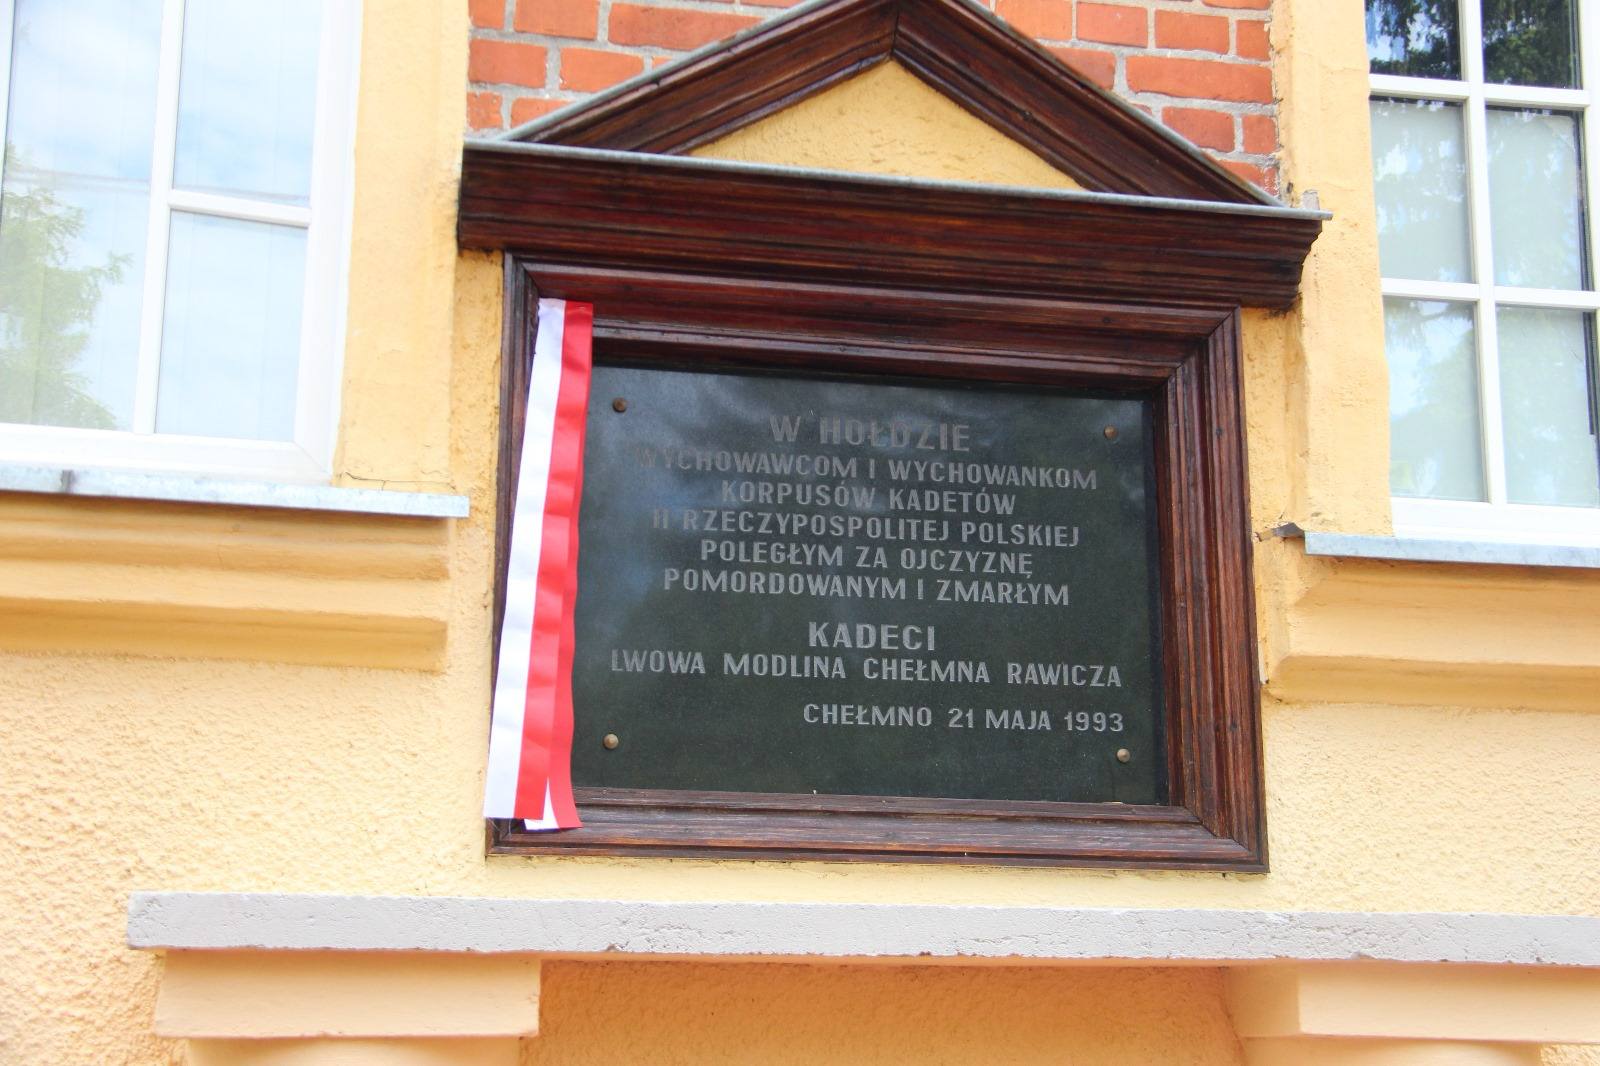 W HOŁDZIE
WYCHOWAWCOM I WYCHOWANKOM
KORPUSÓW KADETÓW
II RZECZYPOSPOLITEJ POLSKIEJ
POLEGŁYM ZA OJCZYZNĘ
POMORDOWANYM I ZMARŁYM
KADECI
LWOWA MODLINA CHEŁMNA RAWICZA
CHEŁMNO 21 MAJA 1993